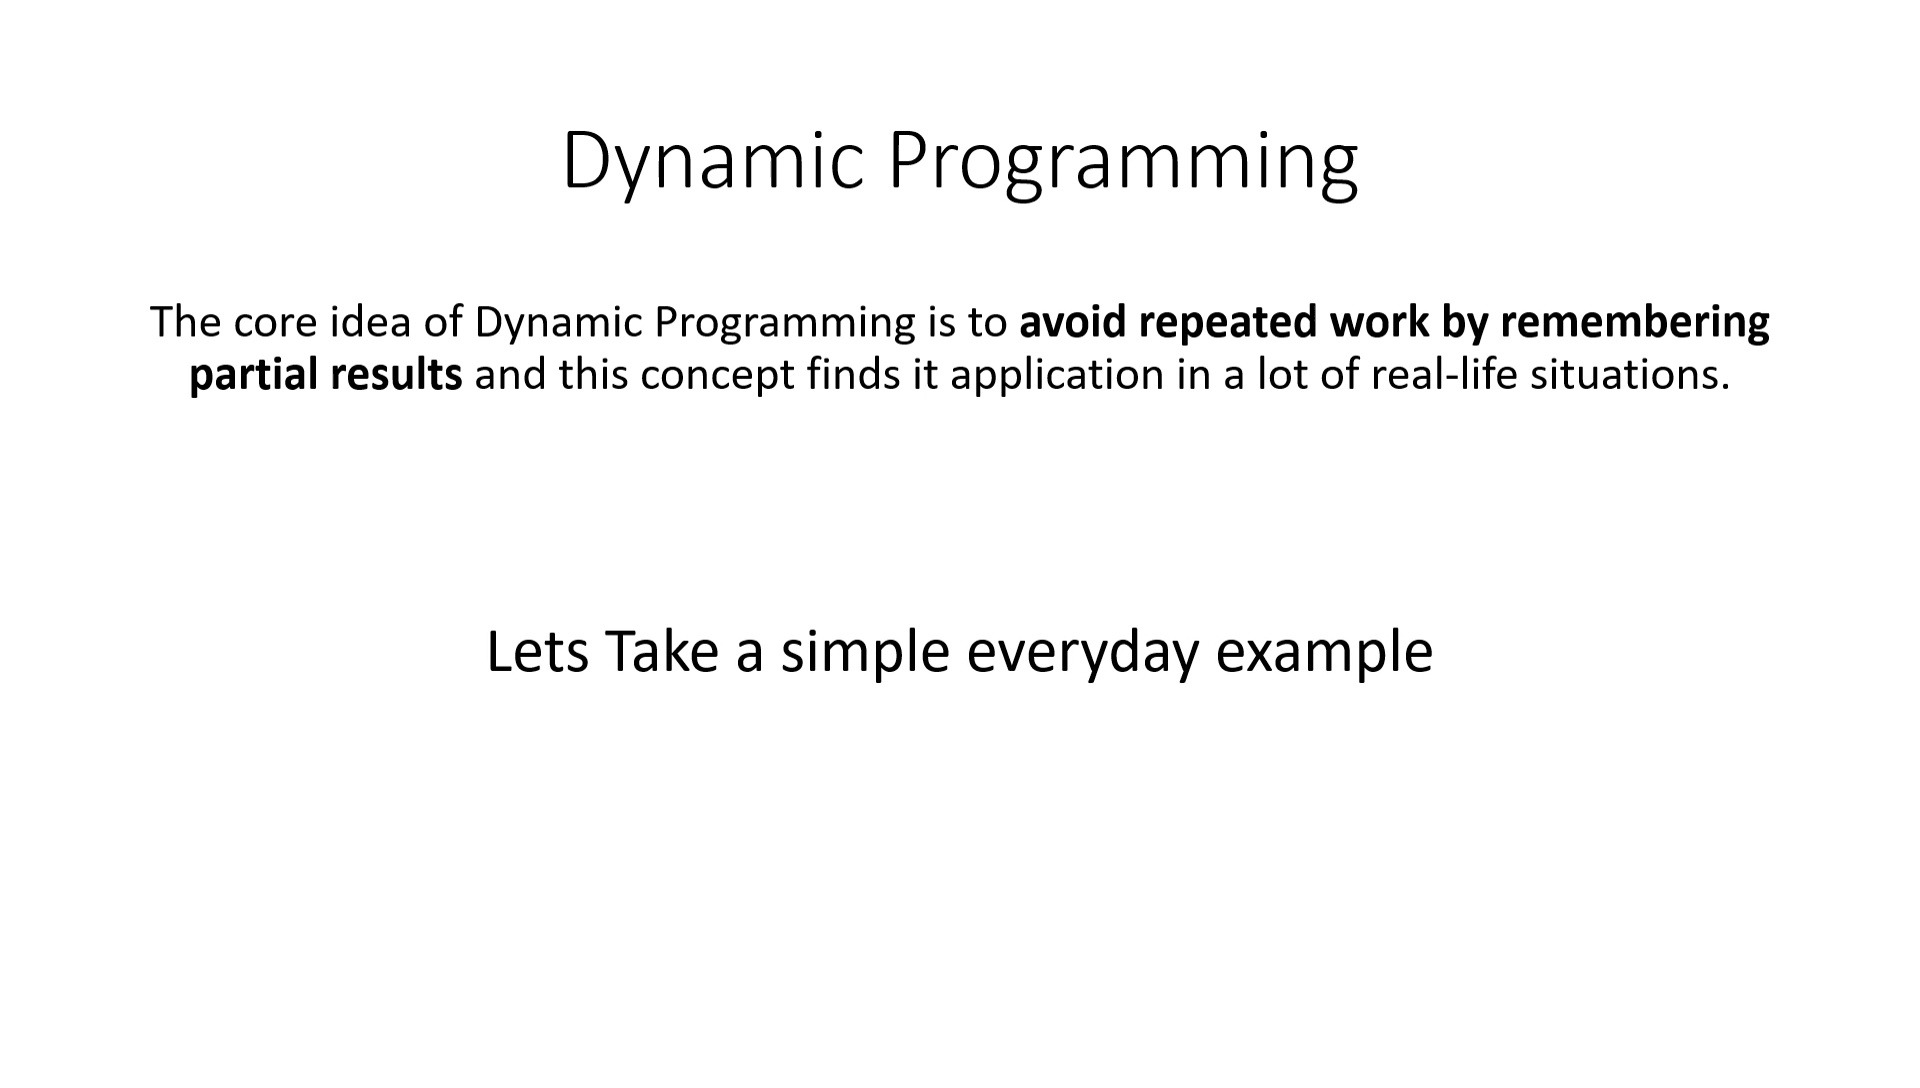 Dynamic Programming
The core idea of Dynamic Programming is to avoid repeated work by remembering
partial results and this concept finds it application in a lot of real-life situations.
Lets Take a simple everyday example